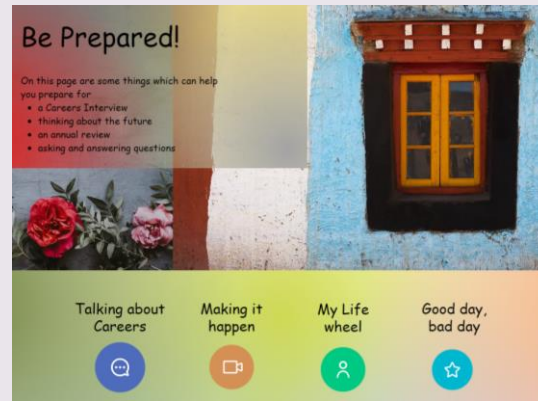 Be Prepared!
On this page are some things which can help
you prepare for
• a Careers Interview
• thinking about the future
• an annual review
• asking and answering questions
Talking about
Careers
Making it
happen
My Life
wheel
Good day,
bad day